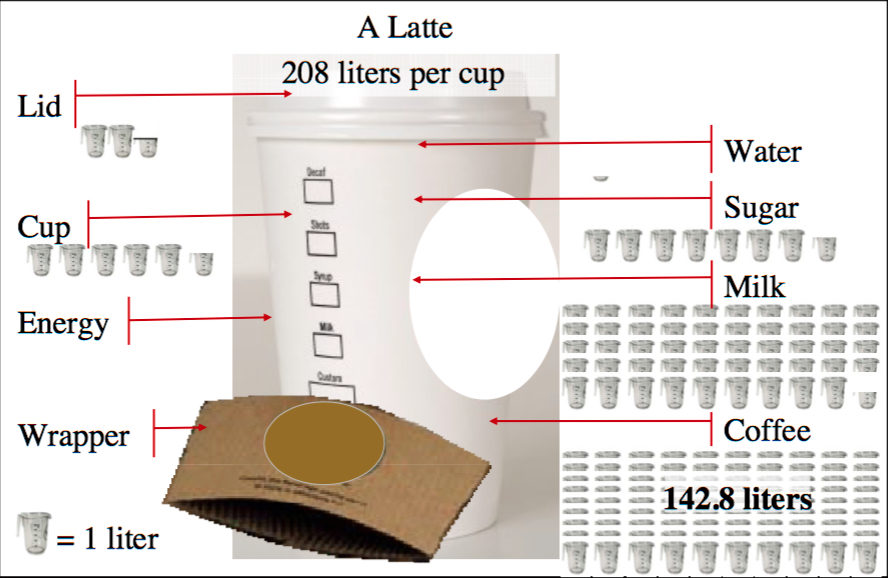 A Latte
208 liters per cup
Lid
Water
Decaf
Sugar
Cup
Shots
Syrup
Milk
Energy
Milk
Custom
Wrapper
Coffee
142.8 liters
= 1 liter